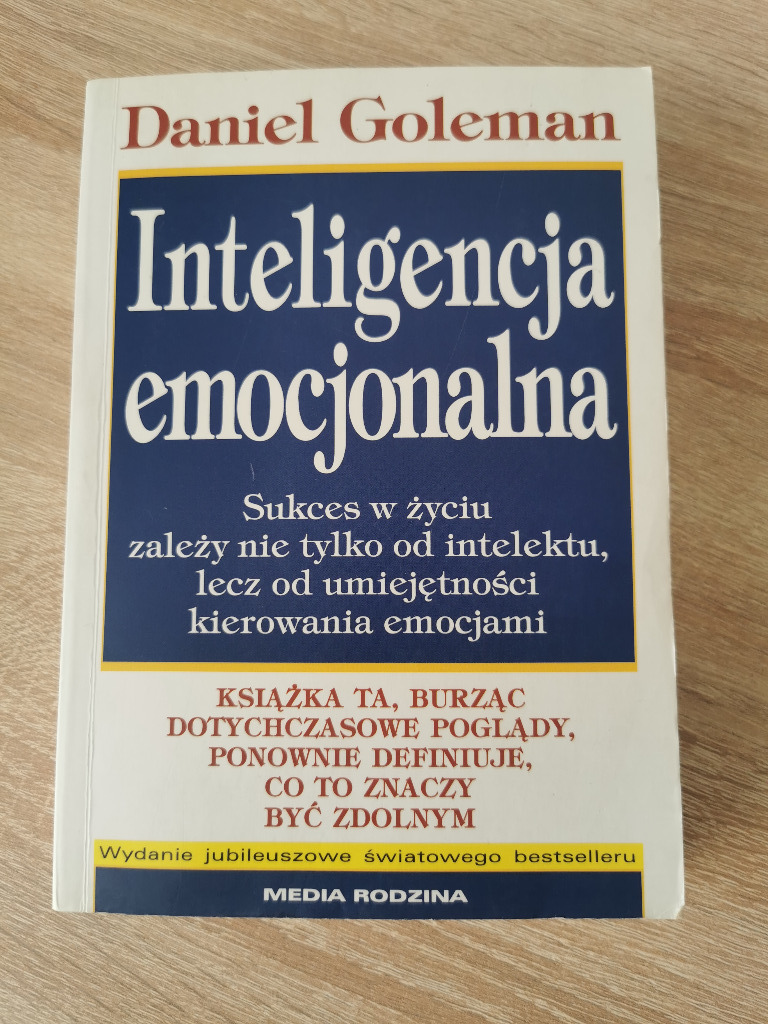 Daniel Goleman
Inteligencja
emocjonalna
Sukces w życiu
zależy nie tylko od intelektu,
lecz od umiejętności
kierowania emocjami
KSIĄŻKA TA, BURZĄC
DOTYCHCZASOWE POGLĄDY,
PONOWNIE DEFINIUJE,
CO TO ZNACZY
BYĆ ZDOLNYM
Wydanie jubileuszowe światowego bestselleru
MEDIA RODZINA